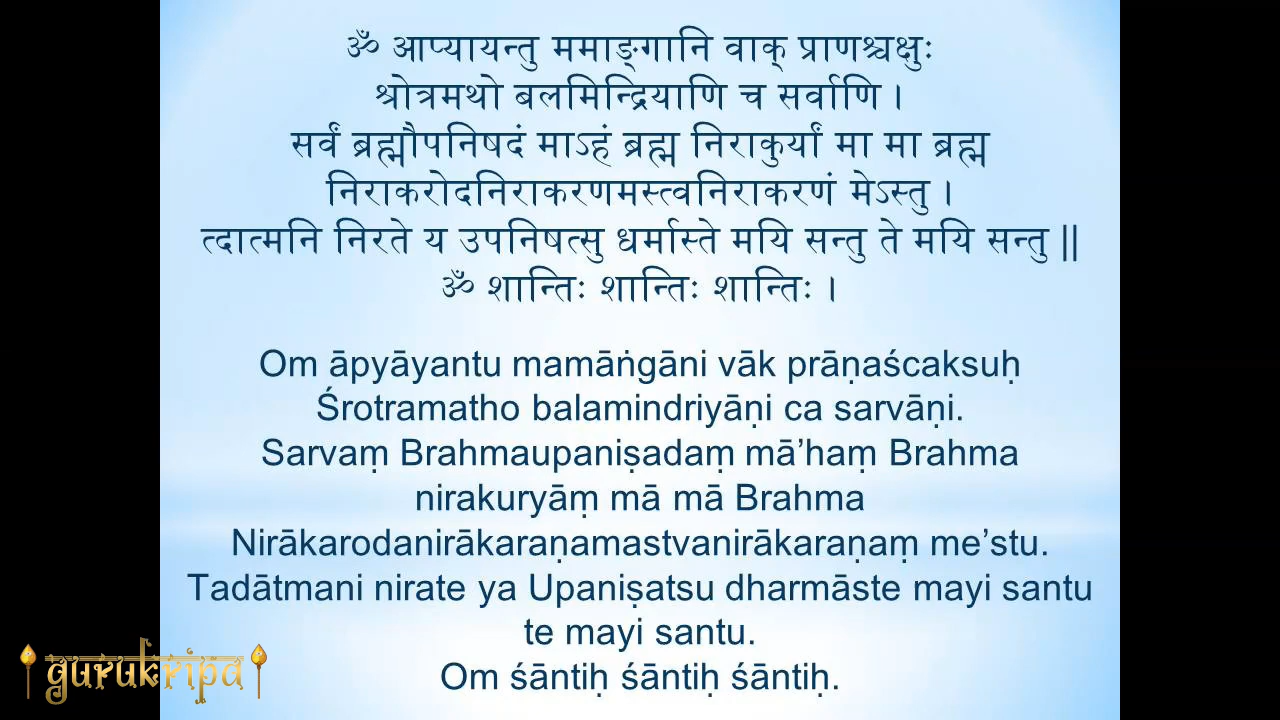 ॐ आप्यायन्तु ममाङ्गानि वाक् प्राणश्चक्षुः
श्रोत्रमथो बलमिन्द्रियाणि च सर्वाणि ।
सर्वं ब्रह्मौपनिषदं माऽहं ब्रह्म निराकुर्यां मा मा ब्रह्म
निराकरोदनिराकरणमस्त्वनिराकरणं मेऽस्तु ।
त्दात्मनि निरते य उपनिषत्सु धर्मास्ते मयि सन्तु ते मयि सन्तु ||
ॐ शान्तिः शान्तिः शान्तिः ।
Om āpyāyantu mamāṅgāni vāk prāṇaścaksuḥ
Śrotramatho balamindriyāṇi ca sarvāṇi.
Sarvaṃ Brahmaupaniṣadaṃ mā’haṃ Brahma
nirakuryāṃ mā mā Brahma
Nirākarodanirākaraṇamastvanirākaraṇaṃ me’stu.
Tadātmani nirate ya Upaniṣatsu dharmāste mayi santu
te mayi santu.
Om śāntiḥ śāntiḥ śāntiḥ.
gurukripa